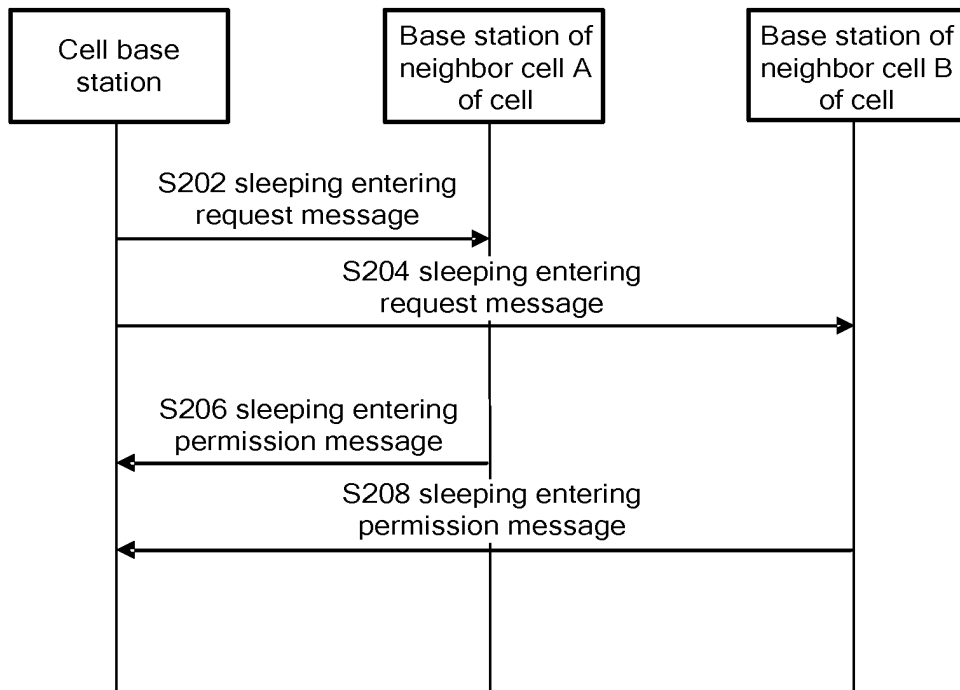 Cell base
station
Base station of
neighbor cell A
of cell
Base station of
neighbor cell B
of cell
S202 sleeping entering
request message
S204 sleeping entering
request message
S206 sleeping entering
permission message
S208 sleeping entering
permission message